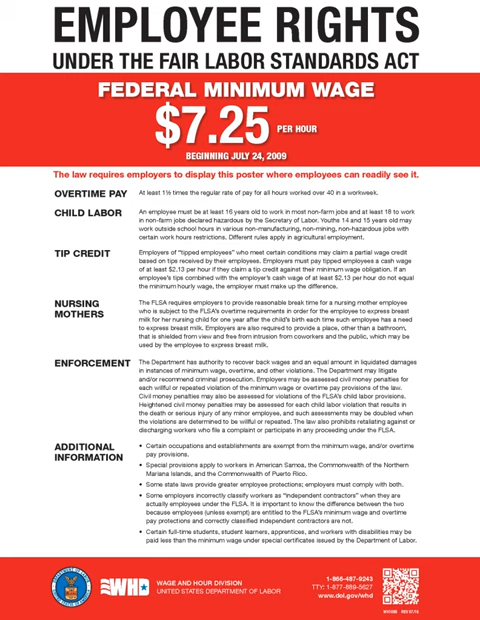 EMPLOYEE RIGHTS
UNDER THE FAIR LABOR STANDARDS ACT
FEDERAL MINIMUM WAGE
$7.25 PER HOUR
BEGINNING JULY 24, 2009
The law requires employers to display this poster where employees can readily see it.
OVERTIME PAY
At least 1½ times the regular rate of pay for all hours worked over 40 in a workweek.
CHILD LABOR
An employee must be at least 16 years old to work in most non-farm jobs and at least 18 to work
in non-farm jobs declared hazardous by the Secretary of Labor. Youths 14 and 15 years old may
work outside school hours in various non-manufacturing, non-mining, non-hazardous jobs with
certain work hours restrictions. Different rules apply in agricultural employment.
TIP CREDIT
Employers of “tipped employees” who meet certain conditions may claim a partial wage credit
based on tips received by their employees. Employers must pay tipped employees a cash wage
of at least $2.13 per hour if they claim a tip credit against their minimum wage obligation. If an
employee’s tips combined with the employer’s cash wage of at least $2.13 per hour do not equal
the minimum hourly wage, the employer must make up the difference.
NURSING
MOTHERS
The FLSA requires employers to provide reasonable break time for a nursing mother employee
who is subject to the FLSA’s overtime requirements in order for the employee to express breast
milk for her nursing child for one year after the child’s birth each time such employee has a need
to express breast milk. Employers are also required to provide a place, other than a bathroom,
that is shielded from view and free from intrusion from coworkers and the public, which may be
used by the employee to express breast milk.
ENFORCEMENT
The Department has authority to recover back wages and an equal amount in liquidated damages
in instances of minimum wage, overtime, and other violations. The Department may litigate
and/or recommend criminal prosecution. Employers may be assessed civil money penalties for
each willful or repeated violation of the minimum wage or overtime pay provisions of the law.
Civil money penalties may also be assessed for violations of the FLSA’s child labor provisions.
Heightened civil money penalties may be assessed for each child labor violation that results in
the death or serious injury of any minor employee, and such assessments may be doubled when
the violations are determined to be willful or repeated. The law also prohibits retaliating against or
discharging workers who file a complaint or participate in any proceeding under the FLSA.
ADDITIONAL
INFORMATION
• Certain occupations and establishments are exempt from the minimum wage, and/or overtime
pay provisions.
• Special provisions apply to workers in American Samoa, the Commonwealth of the Northern
Mariana Islands, and the Commonwealth of Puerto Rico.
• Some state laws provide greater employee protections; employers must comply with both.
• Some employers incorrectly classify workers as “independent contractors” when they are
actually employees under the FLSA. It is important to know the difference between the two
because employees (unless exempt) are entitled to the FLSA’s minimum wage and overtime
pay protections and correctly classified independent contractors are not.
• Certain full-time students, student learners, apprentices, and workers with disabilities may be
paid less than the minimum wage under special certificates issued by the Department of Labor.
WHD
WAGE AND HOUR DIVISION
UNITED STATES DEPARTMENT OF LABOR
1-866-487-9243
TTY: 1-877-889-5627
www.dol.gov/whd